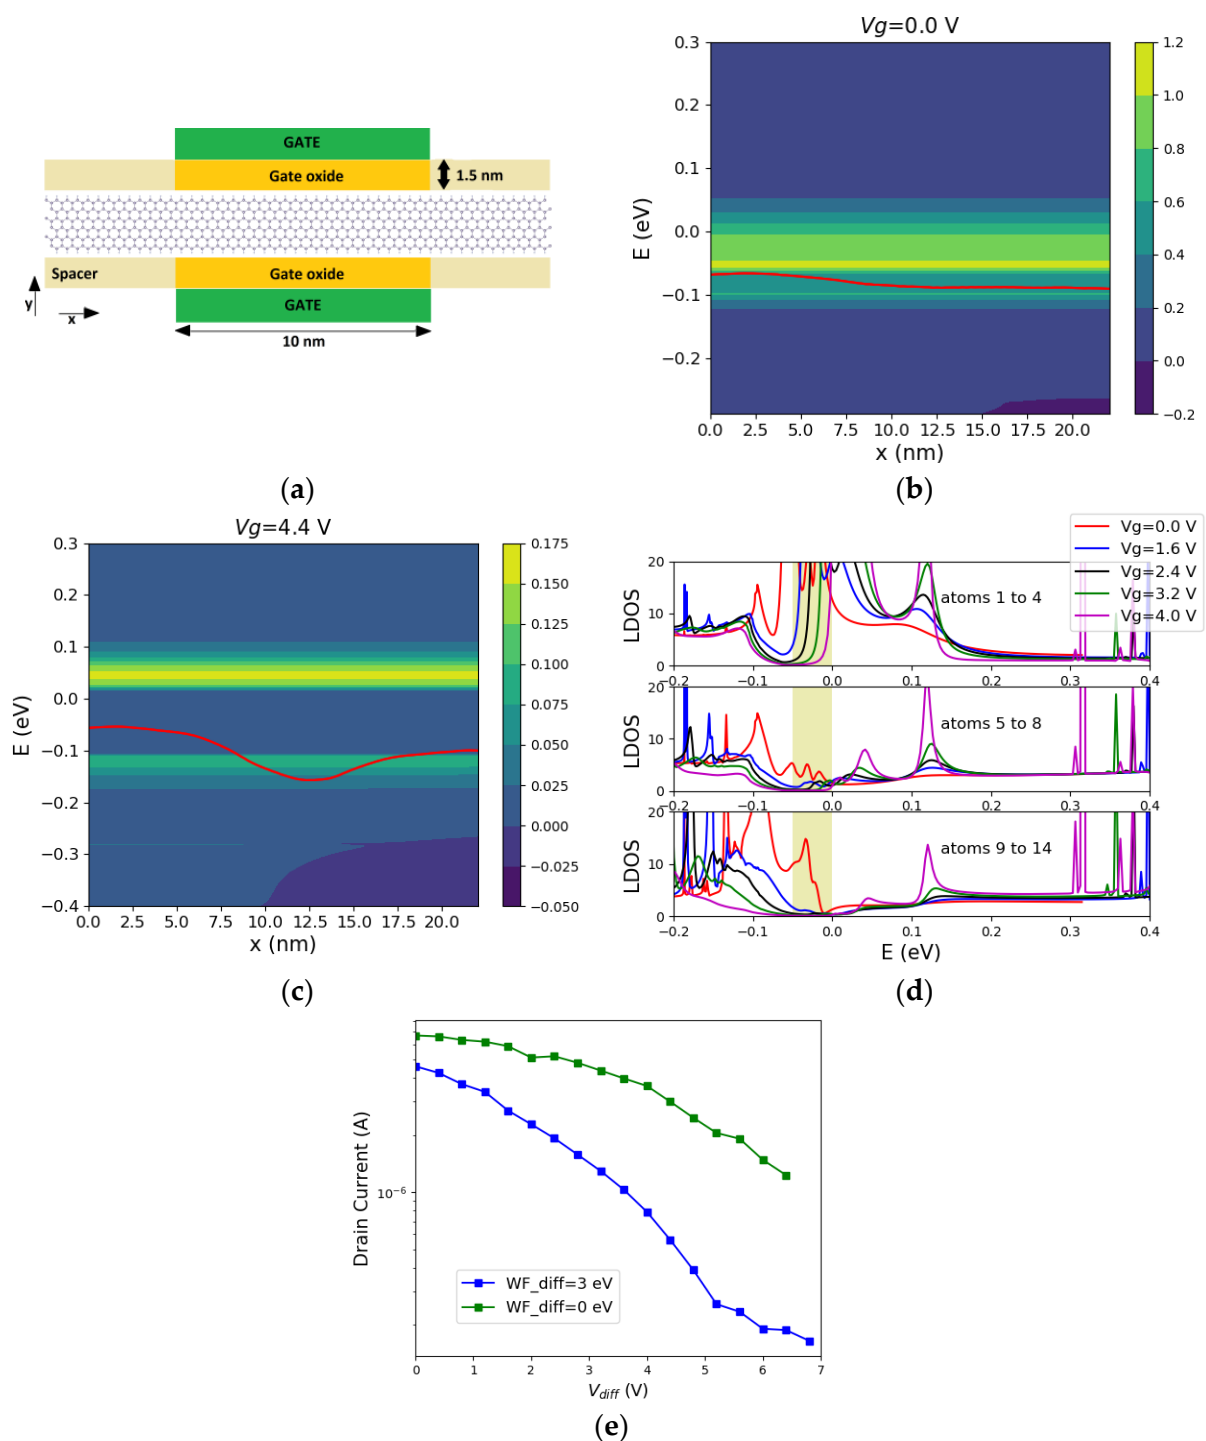 GATE
Gate oxide
1.5 nm
Spacer
Gate oxide
y
GATE
x
10 nm
(a)
Vg=0.0 V
0.3
0.2
0.1
0.0
−0.1
−0.2
E (eV)
0.0 2.5 5.0 7.5 10.0 12.5 15.0 17.5 20.0
x (nm)
1.2
1.0
0.8
0.6
0.4
0.2
0.0
−0.2
(b)
Vg=4.4 V
0.3
0.2
0.1
0.0
−0.1
−0.2
−0.3
−0.4
E (eV)
0.0 2.5 5.0 7.5 10.0 12.5 15.0 17.5 20.0
x (nm)
0.175
0.150
0.125
0.100
0.075
0.050
0.025
0.000
−0.025
−0.050
(c)
Vg=0.0 V
Vg=1.6 V
Vg=2.4 V
Vg=3.2 V
Vg=4.0 V
20
10
0
LDOS
atoms 1 to 4
−0.2 −0.1 0.0 0.1 0.2 0.3 0.4
20
10
0
LDOS
atoms 5 to 8
−0.2 −0.1 0.0 0.1 0.2 0.3 0.4
20
10
0
LDOS
atoms 9 to 14
−0.2 −0.1 0.0 0.1 0.2 0.3 0.4
E (eV)
(d)
Drain Current (A)
10⁻⁶
WF_diff=3 eV
WF_diff=0 eV
0 1 2 3 4 5 6 7
V_diff (V)
(e)